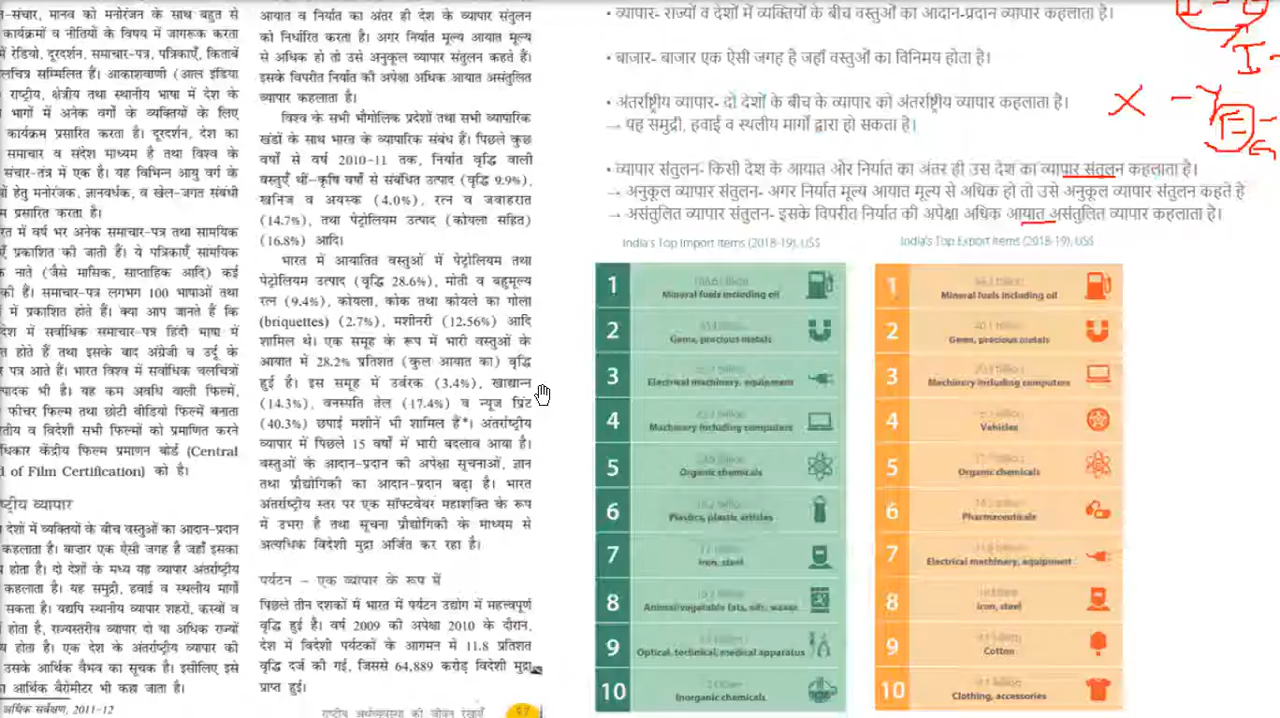 -संचार, मानव को मनोरंजन के साथ बहुत से
कार्यक्रमों व नीतियों के विषय में जागरूक करता
रेडियो, दूरदर्शन, समाचार-पत्र, पत्रिकाएँ, किताबें
सम्मिलित हैं। आकाशवाणी (आल इंडिया
राष्ट्रीय, क्षेत्रीय तथा स्थानीय भाषा में देश के
भागों में अनेक वर्गों के व्यक्तियों के लिए
कार्यक्रम प्रसारित करता है। दूरदर्शन, देश का
समाचार व संदेश माध्यम है तथा विश्व के
संचार-तंत्र में एक है। यह विभिन्न आयु वर्ग के
हेतु मनोरंजक, ज्ञानवर्धक, व खेल-जगत संबंधी
प्रसारित करता है।
में वर्ष भर अनेक समाचार-पत्र तथा सामयिक
प्रकाशित की जाती हैं। ये पत्रिकाएँ सामयिक
नाते (जैसे मासिक, साप्ताहिक आदि) कई
की हैं। समाचार-पत्र लगभग 100 भाषाओं तथा
में प्रकाशित होते हैं। क्या आप जानते हैं कि
में सर्वाधिक समाचार-पत्र हिंदी भाषा में
होते हैं तथा इसके बाद अंग्रेजी व उर्दू के
पत्र आते हैं। भारत विश्व में सर्वाधिक चलचित्रों
भी है। यह कम अवधि वाली फिल्में,
फीचर फिल्म तथा छोटी वीडियो फिल्में बनाता
व विदेशी सभी फिल्मों को प्रमाणित करने
केंद्रीय फिल्म प्रमाणन बोर्ड (Central
d of Film Certification) को है।
व्यापार
देशों में व्यक्तियों के बीच वस्तुओं का आदान-प्रदान
कहलाता है। बाज़ार एक ऐसी जगह है जहाँ इसका
होता है। दो देशों के मध्य यह व्यापार अंतर्राष्ट्रीय
कहलाता है। यह समुद्री, हवाई व स्थलीय मार्गों
सकता है। यद्यपि स्थानीय व्यापार शहरों, कस्बों व
होता है, राज्यस्तरीय व्यापार दो या अधिक राज्यों
होता है। एक देश के अंतर्राष्ट्रीय व्यापार की
उसके आर्थिक वैभव का सूचक है। इसीलिए इसे
आर्थिक बैरोमीटर भी कहा जाता है।
आर्थिक सर्वेक्षण, 2011-12
आयात व निर्यात का अंतर ही देश के व्यापार संतुलन
को निर्धारित करता है। अगर निर्यात मूल्य आयात मूल्य
से अधिक हो तो उसे अनुकूल व्यापार संतुलन कहते हैं।
इसके विपरीत निर्यात की अपेक्षा अधिक आयात असंतुलित
व्यापार कहलाता है।
विश्व के सभी भौगोलिक प्रदेशों तथा सभी व्यापारिक
खंडों के साथ भारत के व्यापारिक संबंध हैं। पिछले कुछ
वर्षों से वर्ष 2010-11 तक, निर्यात वृद्धि वाली
वस्तुएँ थीं–कृषि वर्षों से संबंधित उत्पाद (वृद्धि 9.9%),
खनिज व अयस्क (4.0%), रत्न व जवाहरात
(14.7%), तथा पेट्रोलियम उत्पाद (कोयला सहित)
(16.8%) आदि।
भारत में आयातित वस्तुओं में पेट्रोलियम तथा
पेट्रोलियम उत्पाद (वृद्धि 28.6%), मोती व बहुमूल्य
रत्न (9.4%), कोयला, कोक तथा कोयले का गोला
(briquettes) (2.7%), मशीनरी (12.56%) आदि
शामिल थे। एक समूह के रूप में भारी वस्तुओं के
आयात में 28.2% प्रतिशत (कुल आयात का) वृद्धि
हुई है। इस समूह में उर्वरक (3.4%), खाद्यान्न
(14.3%), वनस्पति तेल (17.4%) व न्यूज प्रिंट
(40.3%) छपाई मशीनें भी शामिल हैं*। अंतर्राष्ट्रीय
व्यापार में पिछले 15 वर्षों में भारी बदलाव आया है।
वस्तुओं के आदान-प्रदान की अपेक्षा सूचनाओं, ज्ञान
तथा प्रौद्योगिकी का आदान-प्रदान बढ़ा है। भारत
अंतर्राष्ट्रीय स्तर पर एक सॉफ्टवेयर महाशक्ति के रूप
में उभरा है तथा सूचना प्रौद्योगिकी के माध्यम से
अत्यधिक विदेशी मुद्रा अर्जित कर रहा है।
पर्यटन – एक व्यापार के रूप में
पिछले तीन दशकों में भारत में पर्यटन उद्योग में महत्त्वपूर्ण
वृद्धि हुई है। वर्ष 2009 की अपेक्षा 2010 के दौरान,
देश में विदेशी पर्यटकों के आगमन में 11.8 प्रतिशत
वृद्धि दर्ज की गई, जिससे 64,889 करोड़ विदेशी मुद्रा
प्राप्त हुई।
राष्ट्रीय अर्थव्यवस्था की जीवन रेखाएँ
• व्यापार- राज्यों व देशों में व्यक्तियों के बीच वस्तुओं का आदान-प्रदान व्यापार कहलाता है।
• बाजार- बाजार एक ऐसी जगह है जहाँ वस्तुओं का विनिमय होता है।
• अंतर्राष्ट्रीय व्यापार- दो देशों के बीच के व्यापार को अंतर्राष्ट्रीय व्यापार कहलाता है।
→ यह समुद्री, हवाई व स्थलीय मार्गों द्वारा हो सकता है।
• व्यापार संतुलन- किसी देश के आयात और निर्यात का अंतर ही उस देश का व्यापार संतुलन कहलाता है।
→ अनुकूल व्यापार संतुलन- अगर निर्यात मूल्य आयात मूल्य से अधिक हो तो उसे अनुकूल व्यापार संतुलन कहते है
→ असंतुलित व्यापार संतुलन- इसके विपरीत निर्यात की अपेक्षा अधिक आयात असंतुलित व्यापार कहलाता है।
India's Top Import Items (2018-19), US$
1 Mineral fuels including oil
2 Gems, precious metals
3 Electrical machinery, equipment
4 Machinery including computers
5 Organic chemicals
6 Plastics, plastic articles
7 Iron, steel
8 Animal/vegetable fats, oils, waxes
9 Optical, technical, medical apparatus
10 Inorganic chemicals
India's Top Export Items (2018-19), US$
1 Mineral fuels including oil
2 Gems, precious metals
3 Machinery including computers
4 Vehicles
5 Organic chemicals
6 Pharmaceuticals
7 Electrical machinery, equipment
8 Iron, steel
9 Cotton
10 Clothing, accessories